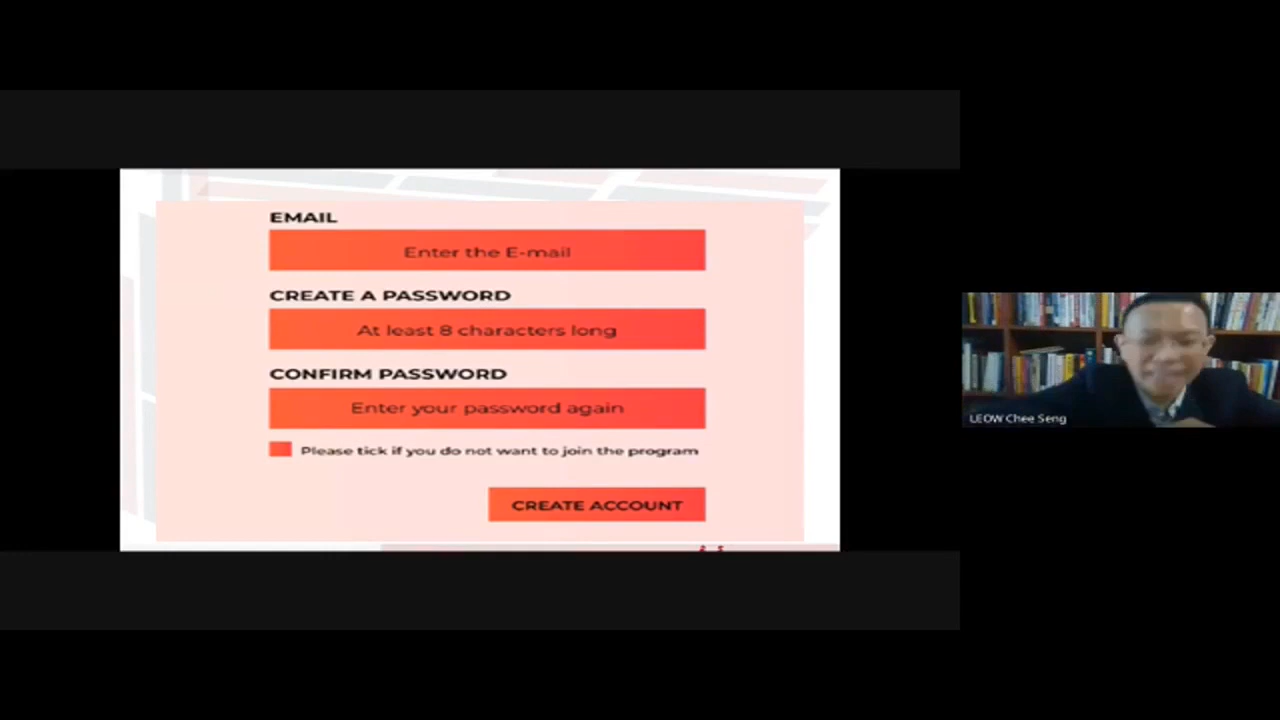 EMAIL
Enter the E-mail
CREATE A PASSWORD
At least 8 characters long
CONFIRM PASSWORD
Enter your password again
Please tick if you do not want to join the program
CREATE ACCOUNT
LEOW Chee Seng